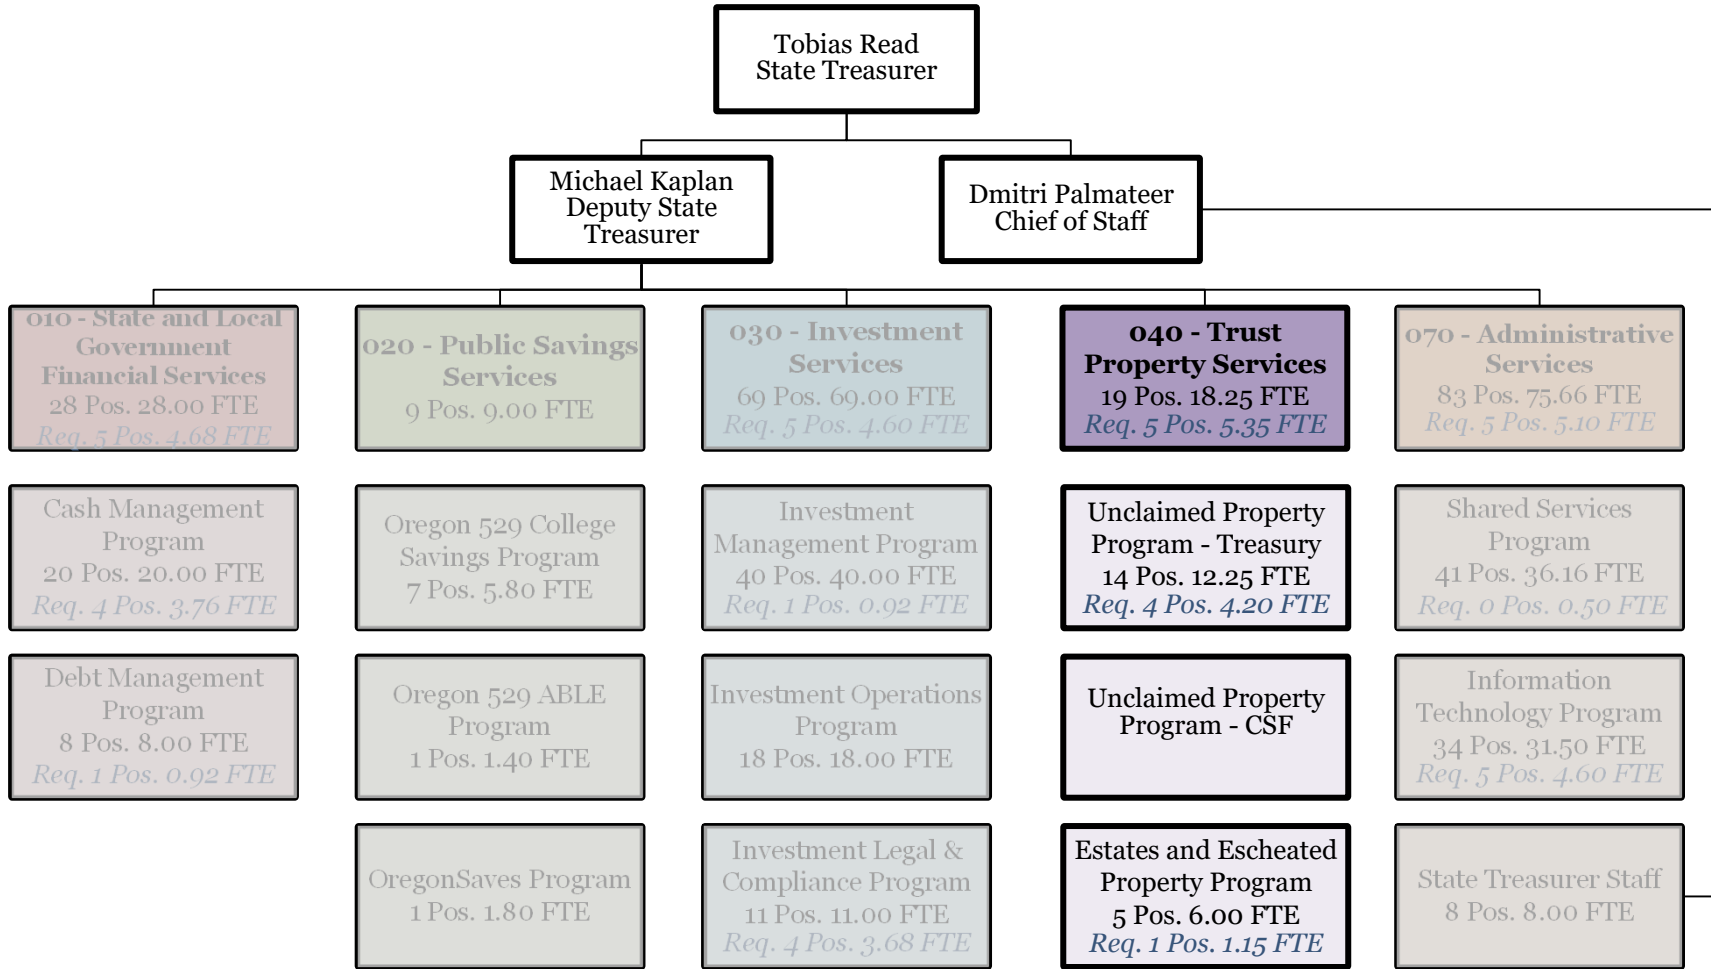 Tobias Read
State Treasurer
Michael Kaplan
Deputy State
Treasurer
Dmitri Palmateer
Chief of Staff
010 - State and Local
Government
Financial Services
28 Pos. 28.00 FTE
Req. 5 Pos. 4.68 FTE
020 - Public Savings
Services
9 Pos. 9.00 FTE
030 - Investment
Services
69 Pos. 69.00 FTE
Req. 5 Pos. 4.60 FTE
040 - Trust
Property Services
19 Pos. 18.25 FTE
Req. 5 Pos. 5.35 FTE
070 - Administrative
Services
83 Pos. 75.66 FTE
Req. 5 Pos. 5.10 FTE
Cash Management
Program
20 Pos. 20.00 FTE
Req. 4 Pos. 3.76 FTE
Oregon 529 College
Savings Program
7 Pos. 5.80 FTE
Investment
Management Program
40 Pos. 40.00 FTE
Req. 1 Pos. 0.92 FTE
Unclaimed Property
Program - Treasury
14 Pos. 12.25 FTE
Req. 4 Pos. 4.20 FTE
Shared Services
Program
41 Pos. 36.16 FTE
Req. 0 Pos. 0.50 FTE
Debt Management
Program
8 Pos. 8.00 FTE
Req. 1 Pos. 0.92 FTE
Oregon 529 ABLE
Program
1 Pos. 1.40 FTE
Investment Operations
Program
18 Pos. 18.00 FTE
Unclaimed Property
Program - CSF
Information
Technology Program
34 Pos. 31.50 FTE
Req. 5 Pos. 4.60 FTE
OregonSaves Program
1 Pos. 1.80 FTE
Investment Legal &
Compliance Program
11 Pos. 11.00 FTE
Req. 4 Pos. 3.68 FTE
Estates and Escheated
Property Program
5 Pos. 6.00 FTE
Req. 1 Pos. 1.15 FTE
State Treasurer Staff
8 Pos. 8.00 FTE